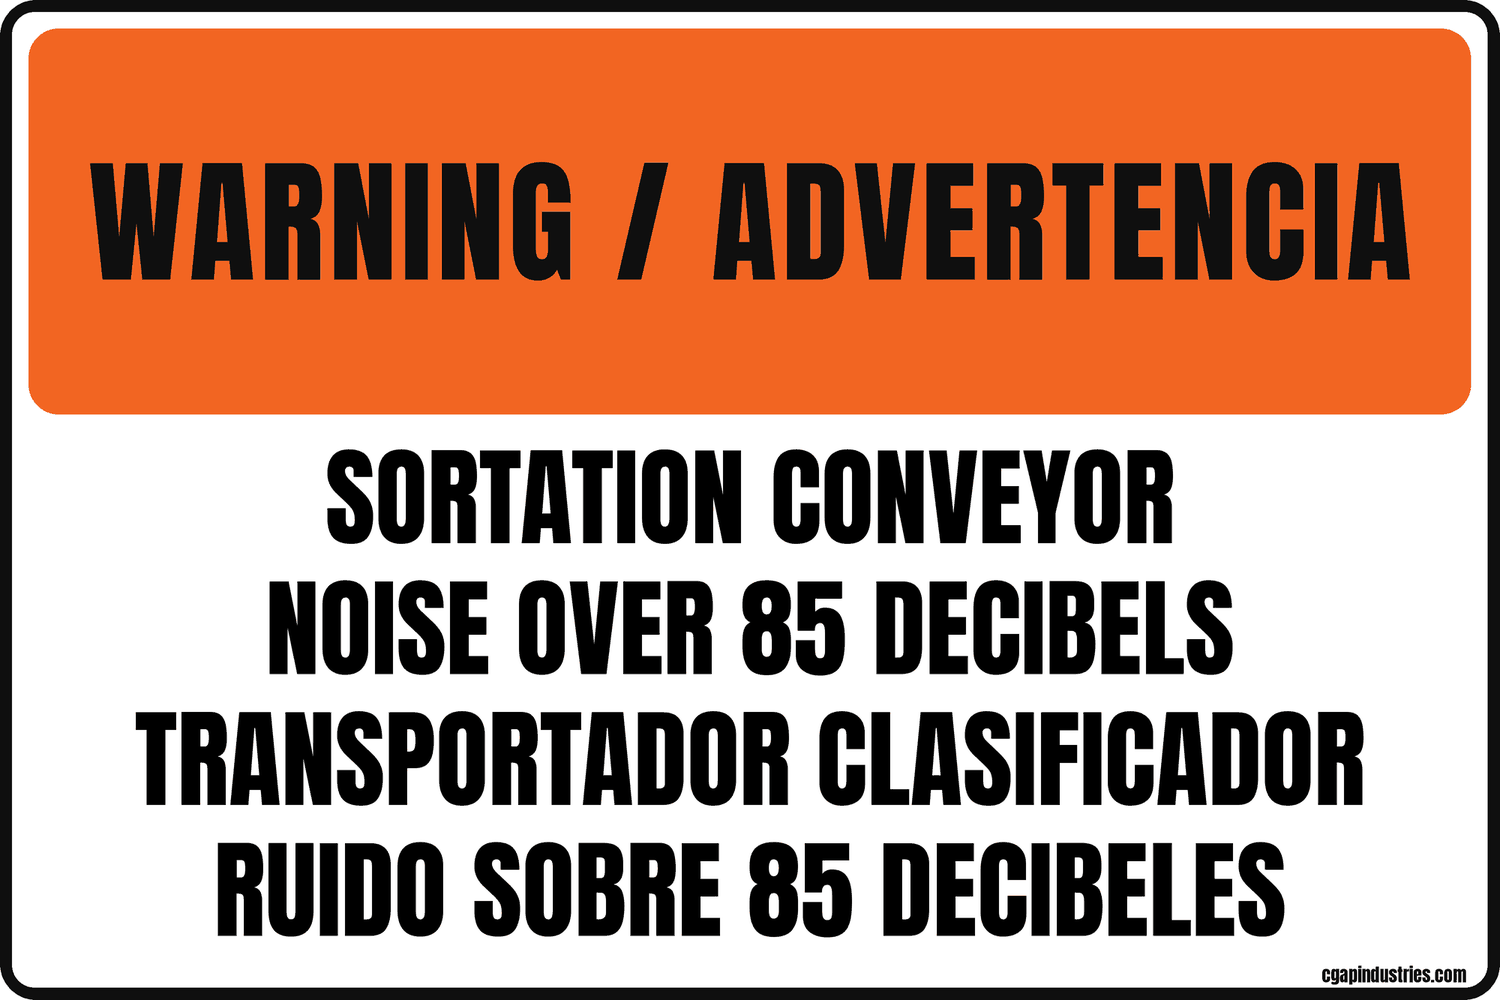 WARNING / ADVERTENCIA
SORTATION CONVEYOR
NOISE OVER 85 DECIBELS
TRANSPORTADOR CLASIFICADOR
RUIDO SOBRE 85 DECIBELES
cgapindustries.com